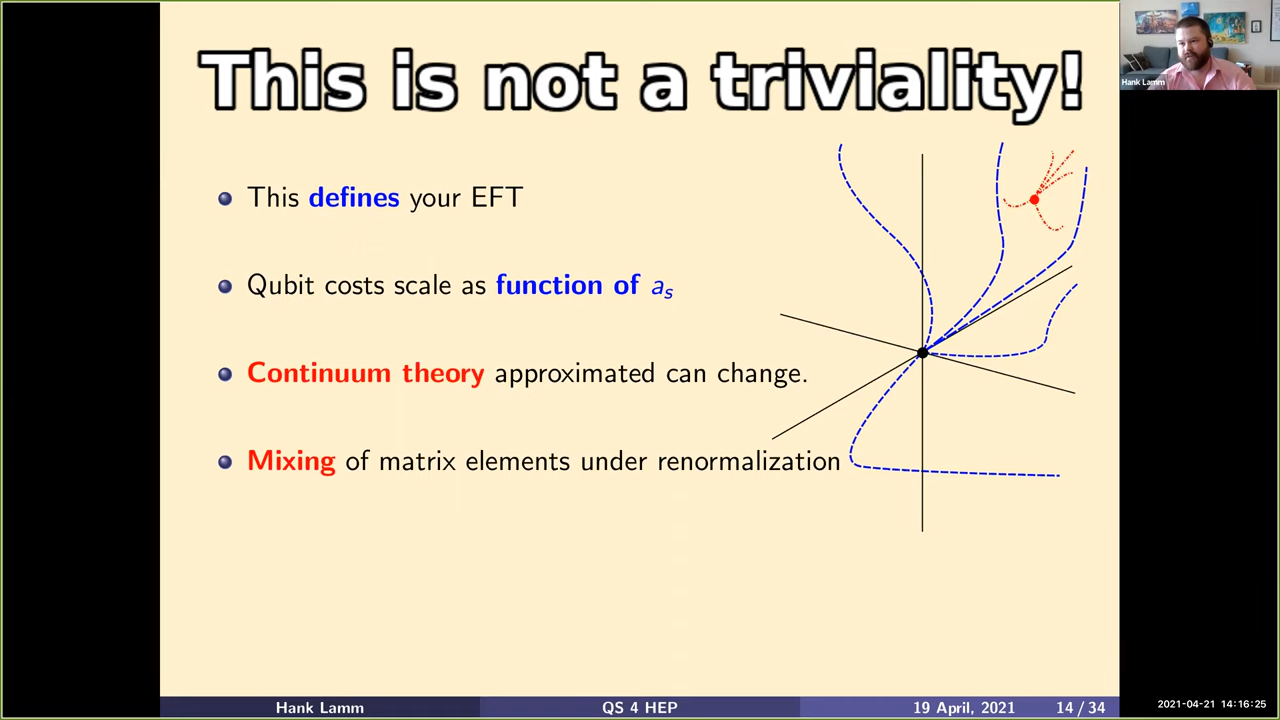 This is not a triviality!
Hank Lamm
This defines your EFT
Qubit costs scale as function of aₛ
Continuum theory approximated can change.
Mixing of matrix elements under renormalization
Hank Lamm QS 4 HEP 19 April, 2021 14 / 34
2021-04-21 14:16:25